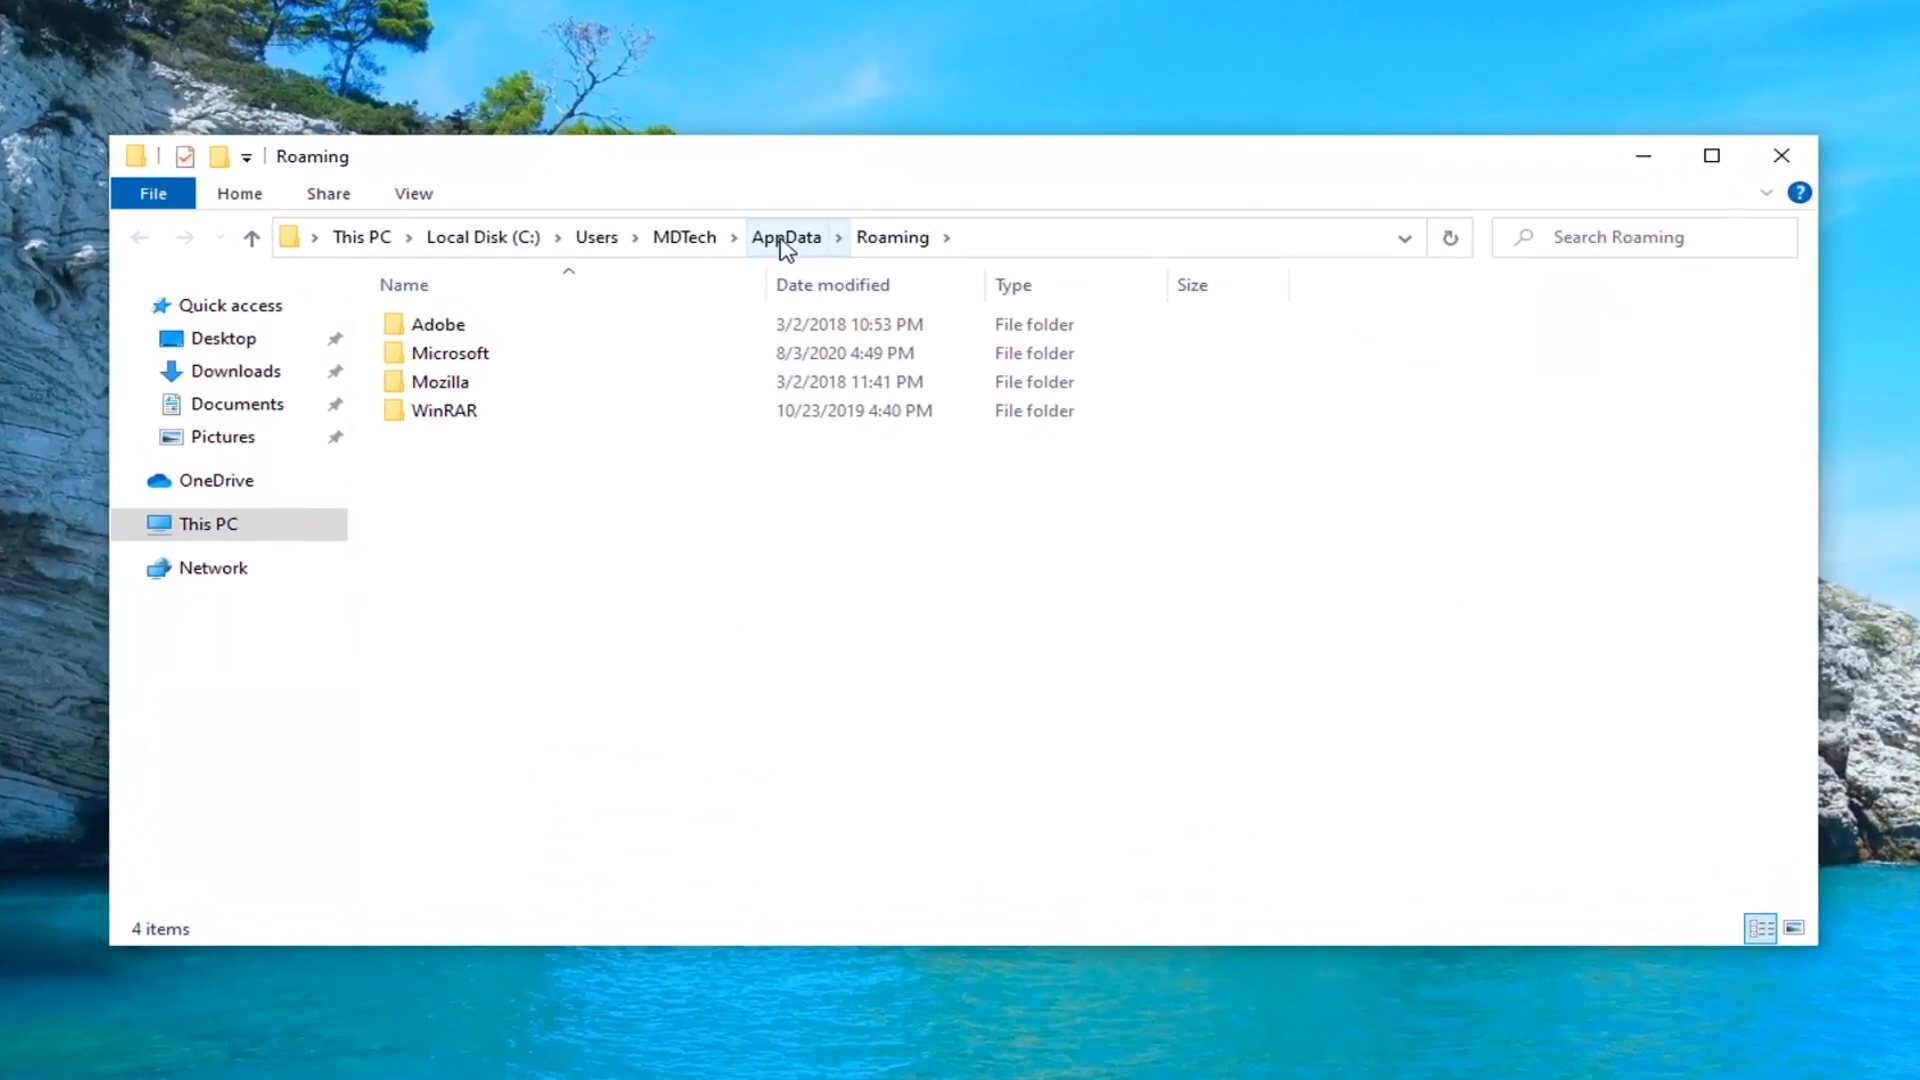 Roaming
File Home Share View
This PC Local Disk (C:) Users MDTech AppData Roaming Search Roaming
Name Date modified Type Size
Quick access
Desktop
Downloads
Documents
Pictures
OneDrive
This PC
Network
Adobe 3/2/2018 10:53 PM File folder
Microsoft 8/3/2020 4:49 PM File folder
Mozilla 3/2/2018 11:41 PM File folder
WinRAR 10/23/2019 4:40 PM File folder
4 items